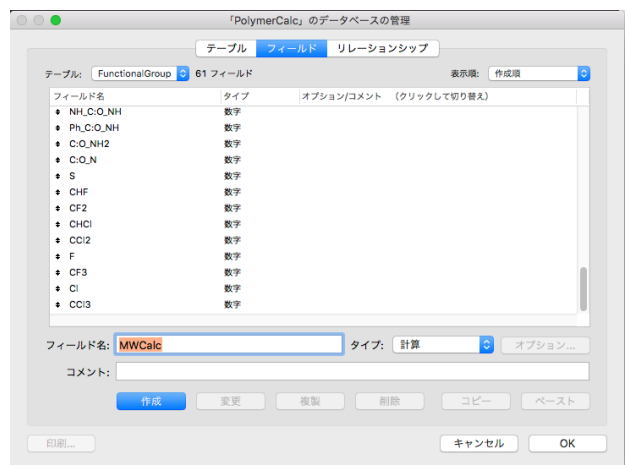 「PolymerCalc」のデータベースの管理
テーブル フィールド リレーションシップ
テーブル: FunctionalGroup 61 フィールド 表示順: 作成順
フィールド名 タイプ オプション/コメント (クリックして切り替え)
NH_C:O_NH 数字
Ph_C:O_NH 数字
C:O_NH2 数字
C:O_N 数字
S 数字
CHF 数字
CF2 数字
CHCl 数字
CCl2 数字
F 数字
CF3 数字
Cl 数字
CCl3 数字
フィールド名: MWCalc タイプ: 計算 オプション...
コメント:
作成 変更 複製 削除 コピー ペースト
印刷... キャンセル OK